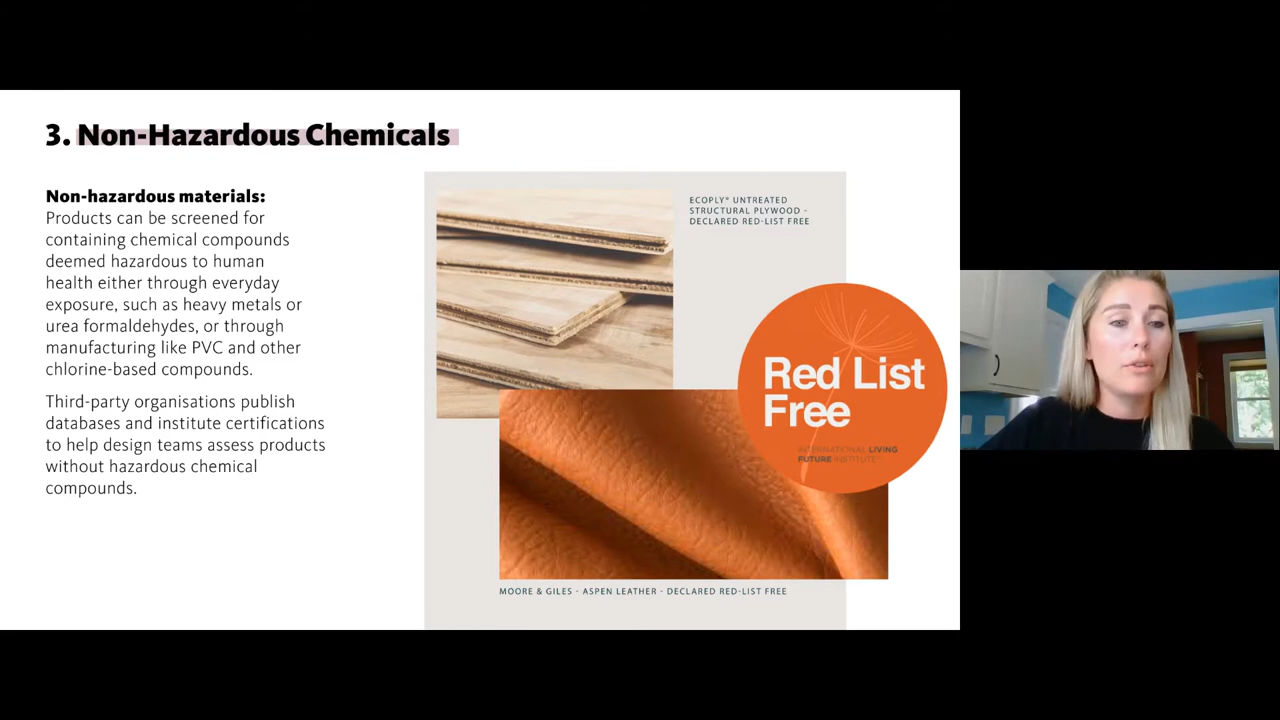 3. Non-Hazardous Chemicals
Non-hazardous materials:
Products can be screened for
containing chemical compounds
deemed hazardous to human
health either through everyday
exposure, such as heavy metals or
urea formaldehydes, or through
manufacturing like PVC and other
chlorine-based compounds.
Third-party organisations publish
databases and institute certifications
to help design teams assess products
without hazardous chemical
compounds.
ECOPLY® UNTREATED
STRUCTURAL PLYWOOD -
DECLARED RED-LIST FREE
Red List
Free
INTERNATIONAL LIVING
FUTURE INSTITUTE
MOORE & GILES - ASPEN LEATHER - DECLARED RED-LIST FREE